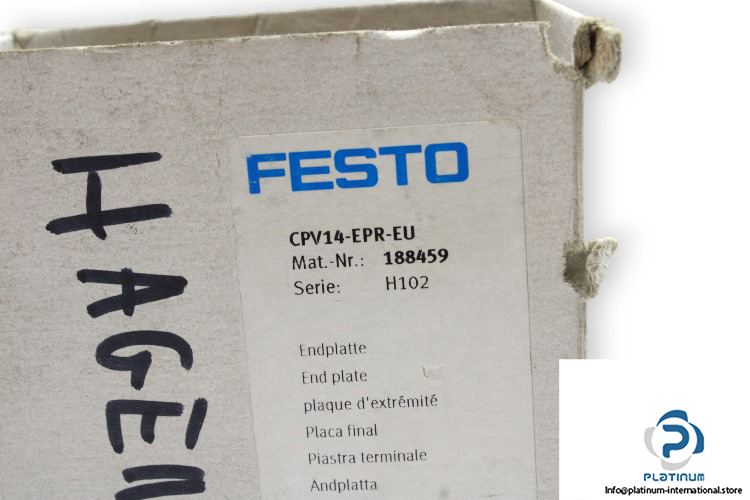 FESTO
CPV14-EPR-EU
Mat.-Nr.: 188459
Serie: H102
Endplatte
End plate
plaque d'extrémité
Placa final
Piastra terminale
Andplatta
PLATINUM
Info@platinum-international.store